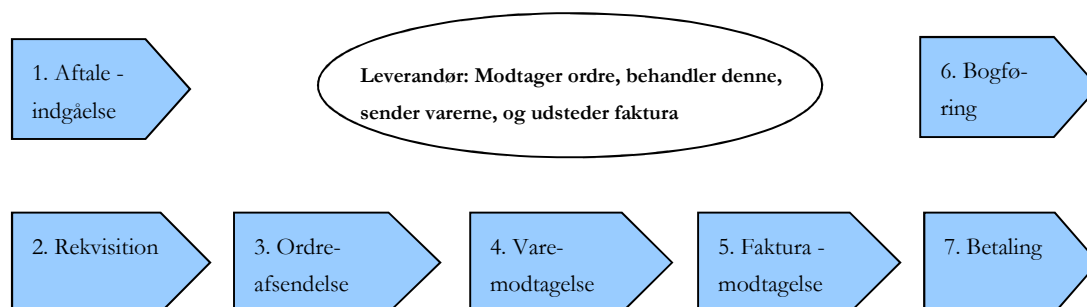 1. Aftale -
indgåelse
Leverandør: Modtager ordre, behandler denne,
sender varerne, og udsteder faktura
6. Bogfø-
ring
2. Rekvisition
3. Ordre-
afsendelse
4. Vare-
modtagelse
5. Faktura -
modtagelse
7. Betaling